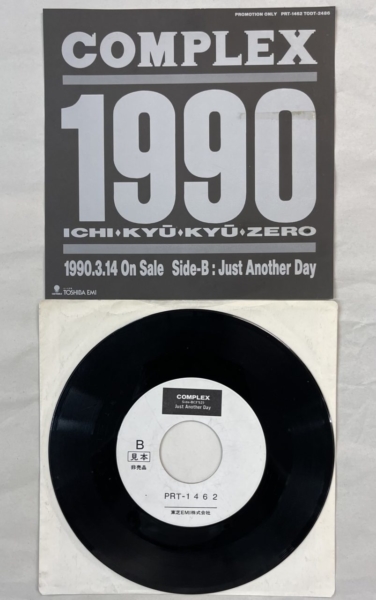 PROMOTION ONLY PRT-1462 TODT-2496
COMPLEX
1990
ICHI♦KYŪ♦KYŪ♦ZERO
1990.3.14 On Sale Side-B : Just Another Day
TOSHIBA EMI
COMPLEX
Just Another Day
B
見本
非売品
PRT-1462
東芝EMI株式会社